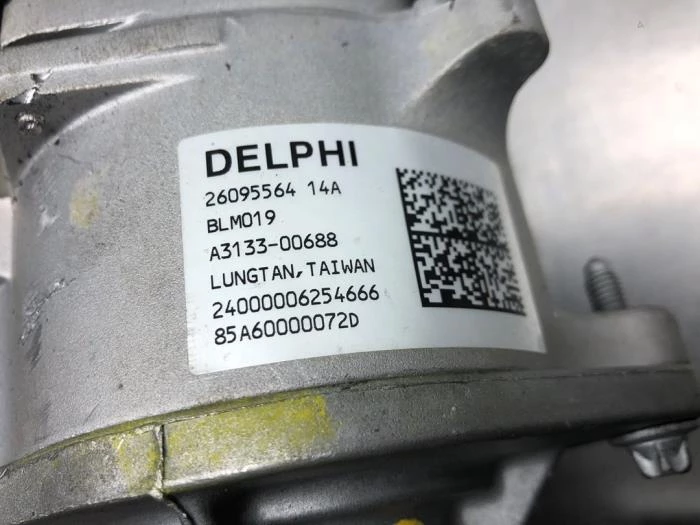 DELPHI
26095564 14A
BLM019
A3133-00688
LUNGTAN, TAIWAN
24000006254666
85A60000072D